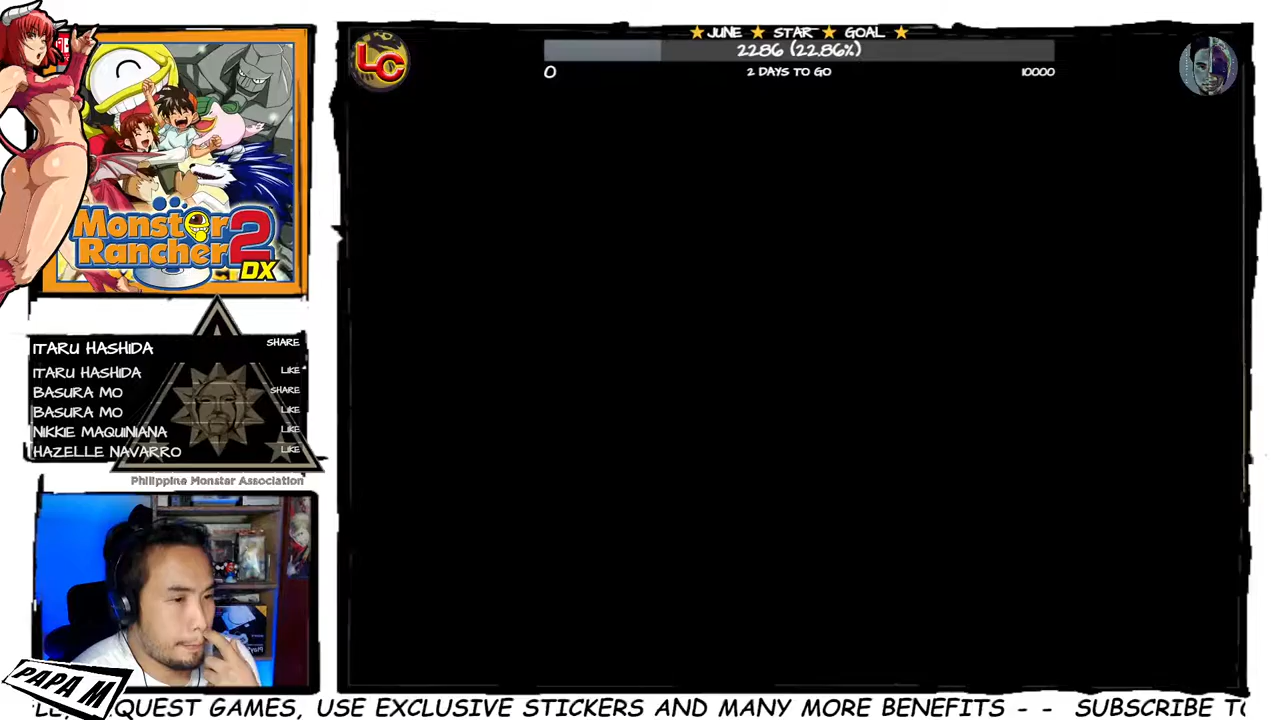 ⭐JUNE ⭐ STAR ⭐ GOAL ⭐
2286 (22.86%)
0 2 DAYS TO GO 10000
LC
Monster
Rancher 2
DX
ITARU HASHIDA SHARE
ITARU HASHIDA LIKE
BASURA MO SHARE
BASURA MO LIKE
NIKKIE MAQUINIANA LIKE
HAZELLE NAVARRO LIKE
Philippine Monster Association
PAPA M
QUEST GAMES, USE EXCLUSIVE STICKERS AND MANY MORE BENEFITS - - SUBSCRIBE TO